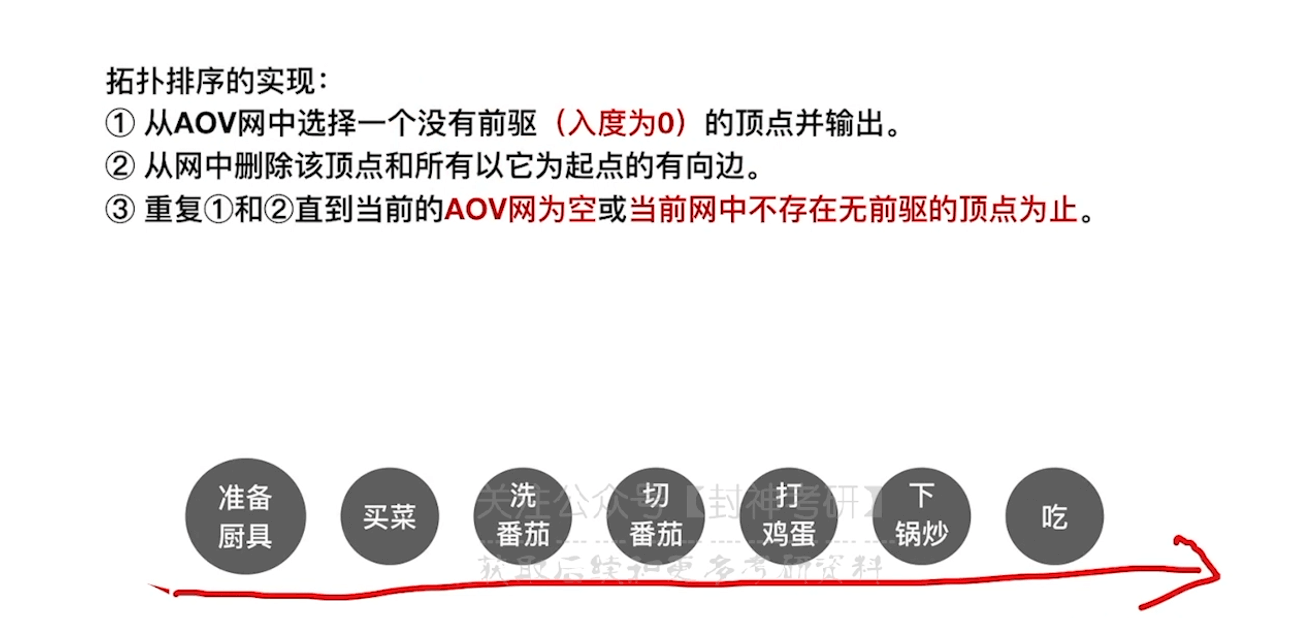 拓扑排序的实现：
① 从AOV网中选择一个没有前驱（入度为0）的顶点并输出。
② 从网中删除该顶点和所有以它为起点的有向边。
③ 重复①和②直到当前的AOV网为空或当前网中不存在无前驱的顶点为止。
准备
厨具
买菜
洗
番茄
切
番茄
打
鸡蛋
下
锅炒
吃
关注公众号【封神考研】
获取后续和更多考研资料